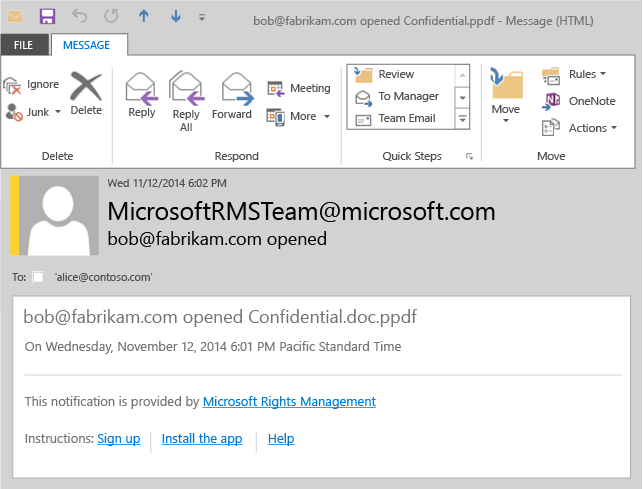 bob@fabrikam.com opened Confidential.ppdf - Message (HTML)
FILE MESSAGE
Ignore
Junk
Delete
Delete
Reply
Reply All
Forward
Meeting
More
Respond
Review
To Manager
Team Email
Quick Steps
Move
Rules
OneNote
Actions
Move
Wed 11/12/2014 6:02 PM
MicrosoftRMSTeam@microsoft.com
bob@fabrikam.com opened
To: 'alice@contoso.com'
bob@fabrikam.com opened Confidential.doc.ppdf
On Wednesday, November 12, 2014 6:01 PM Pacific Standard Time
This notification is provided by Microsoft Rights Management
Instructions: Sign up Install the app Help